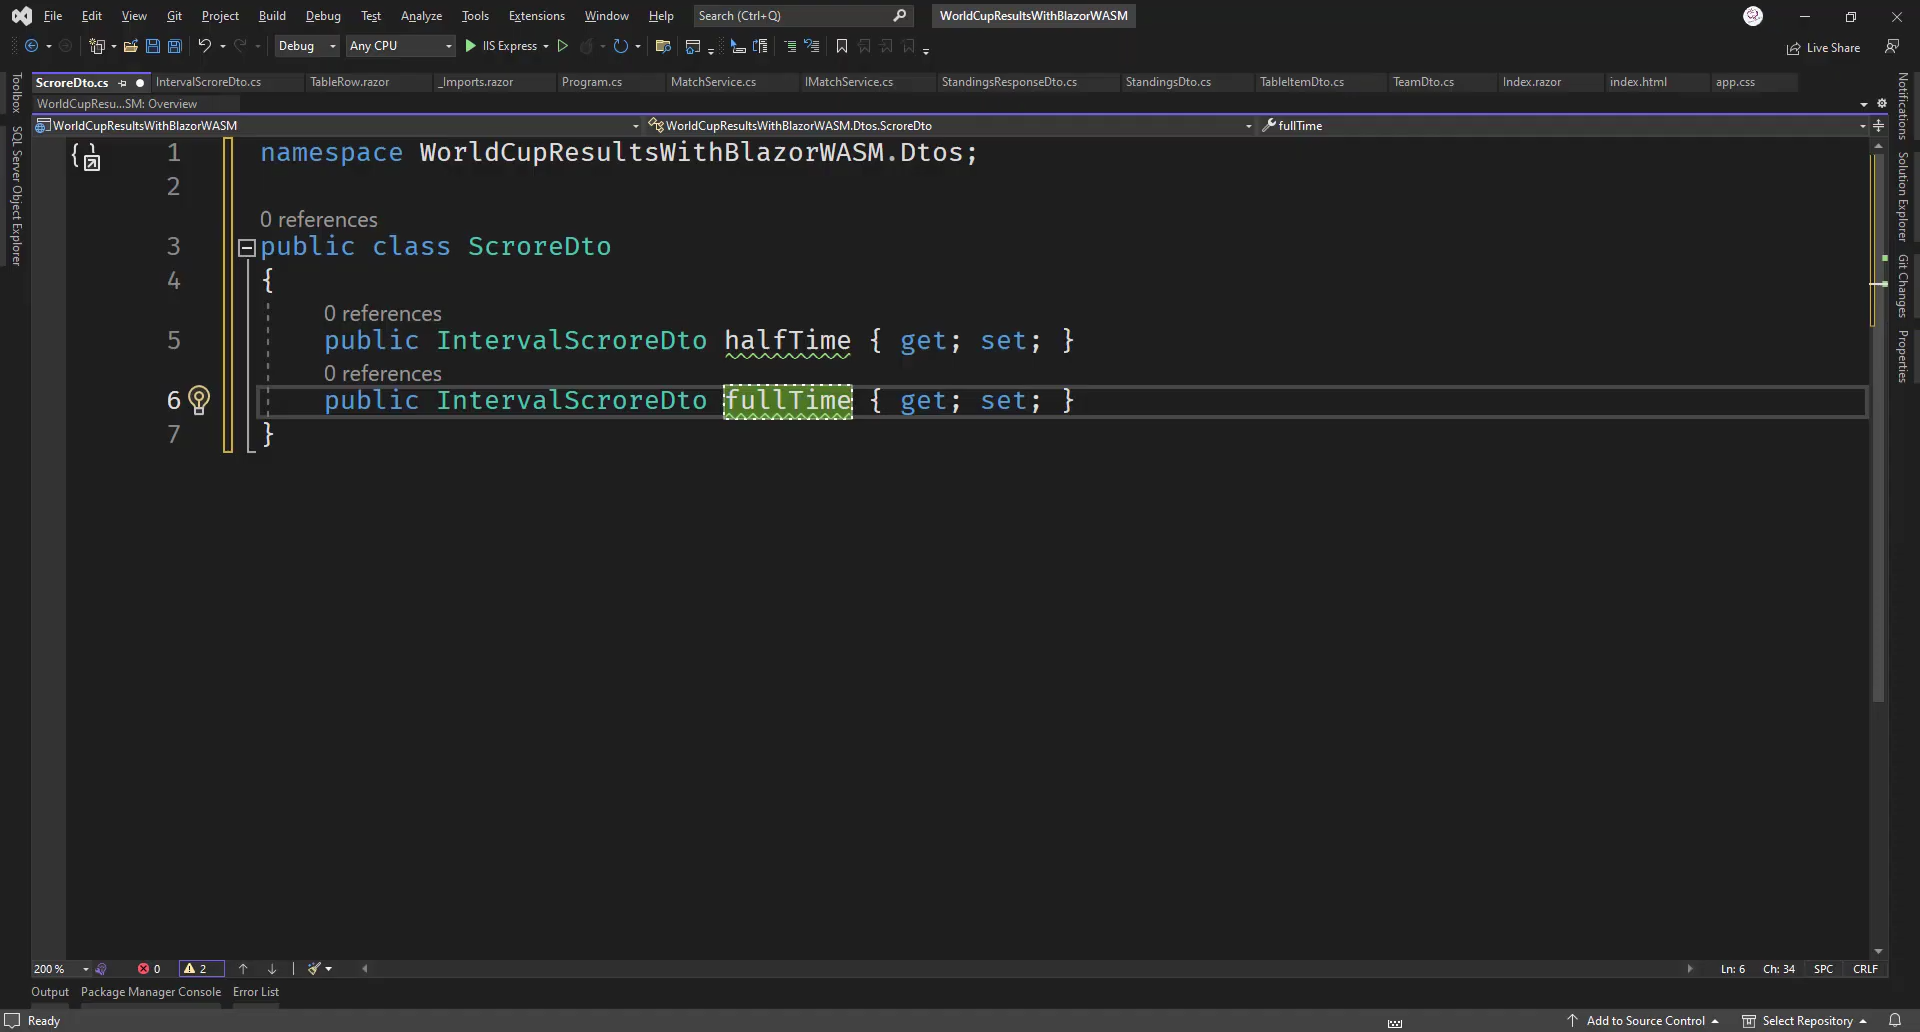 File Edit View Git Project Build Debug Test Analyze Tools Extensions Window Help Search (Ctrl+Q) WorldCupResultsWithBlazorWASM
Debug Any CPU IIS Express Live Share
ScroreDto.cs IntervalScroreDto.cs TableRow.razor _Imports.razor Program.cs MatchService.cs IMatchService.cs StandingsResponseDto.cs StandingsDto.cs TableItemDto.cs TeamDto.cs Index.razor index.html app.css
WorldCupResu...SM: Overview
WorldCupResultsWithBlazorWASM WorldCupResultsWithBlazorWASM.Dtos.ScroreDto fullTime
Toolbox
SQL Server Object Explorer
1 namespace WorldCupResultsWithBlazorWASM.Dtos;
2
0 references
3 public class ScroreDto
4 {
0 references
5 public IntervalScroreDto halfTime { get; set; }
0 references
6 public IntervalScroreDto fullTime { get; set; }
7 }
Notifications
Solution Explorer
Git Changes
Properties
200 % 0 2 Ln: 6 Ch: 34 SPC CRLF
Output Package Manager Console Error List
Ready Add to Source Control Select Repository